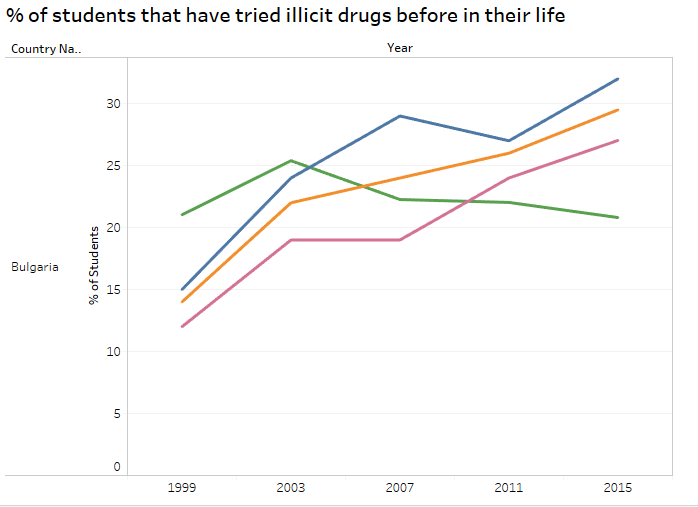 % of students that have tried illicit drugs before in their life
Country Na..
Year
30
25
20
15
10
5
0
% of Students
Bulgaria
1999 2003 2007 2011 2015